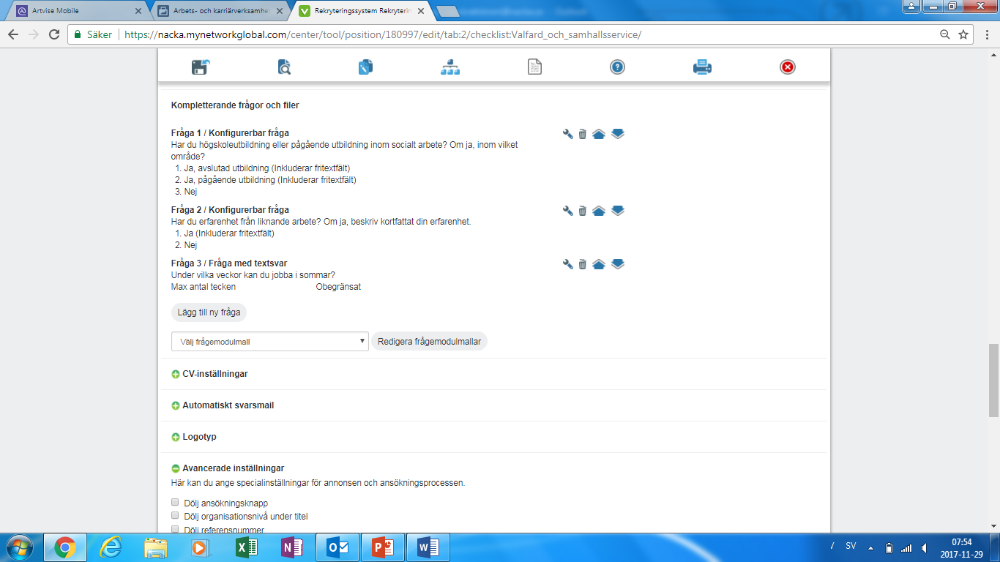 Artvise Mobile
Arbets- och karriärverksamhet
Rekryteringssystem Rekryterin
Säker
https://nacka.mynetworkglobal.com/center/tool/position/180997/edit/tab:2/checklist:Valfard_och_samhallsservice/
Kompletterande frågor och filer
Fråga 1 / Konfigurerbar fråga
Har du högskoleutbildning eller pågående utbildning inom socialt arbete? Om ja, inom vilket
område?
1. Ja, avslutad utbildning (Inkluderar fritextfält)
2. Ja, pågående utbildning (Inkluderar fritextfält)
3. Nej
Fråga 2 / Konfigurerbar fråga
Har du erfarenhet från liknande arbete? Om ja, beskriv kortfattat din erfarenhet.
1. Ja (Inkluderar fritextfält)
2. Nej
Fråga 3 / Fråga med textsvar
Under vilka veckor kan du jobba i sommar?
Max antal tecken Obegränsat
Lägg till ny fråga
Välj frågemodulmall Redigera frågemodulmallar
CV-inställningar
Automatiskt svarsmail
Logotyp
Avancerade inställningar
Här kan du ange specialinställningar för annonsen och ansökningsprocessen.
Dölj ansökningsknapp
Dölj organisationsnivå under titel
Dölj referensnummer
SV
07:54
2017-11-29